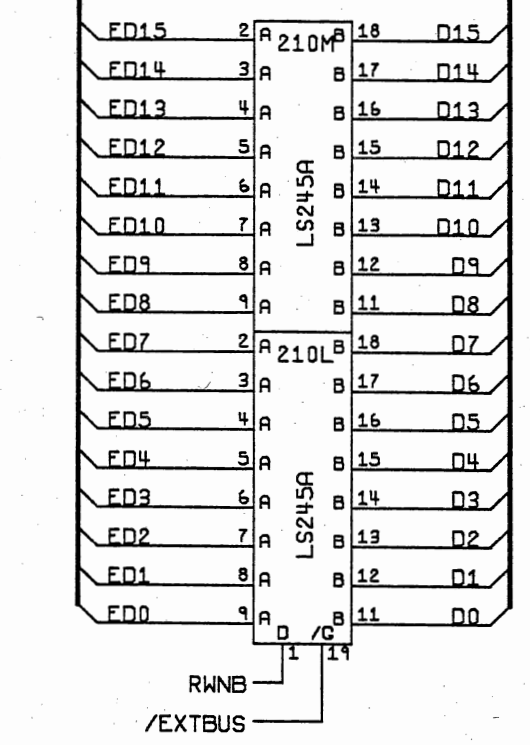 ED15 2 A 210M B 18 D15
ED14 3 A B 17 D14
ED13 4 A B 16 D13
ED12 5 A B 15 D12
ED11 6 A B 14 D11
ED10 7 A B 13 D10
LS245A
ED9 8 A B 12 D9
ED8 9 A B 11 D8
ED7 2 A 210L B 18 D7
ED6 3 A B 17 D6
ED5 4 A B 16 D5
ED4 5 A B 15 D4
ED3 6 A B 14 D3
LS245A
ED2 7 A B 13 D2
ED1 8 A B 12 D1
ED0 9 A B 11 D0
D /G
1 19
RWNB
/EXTBUS